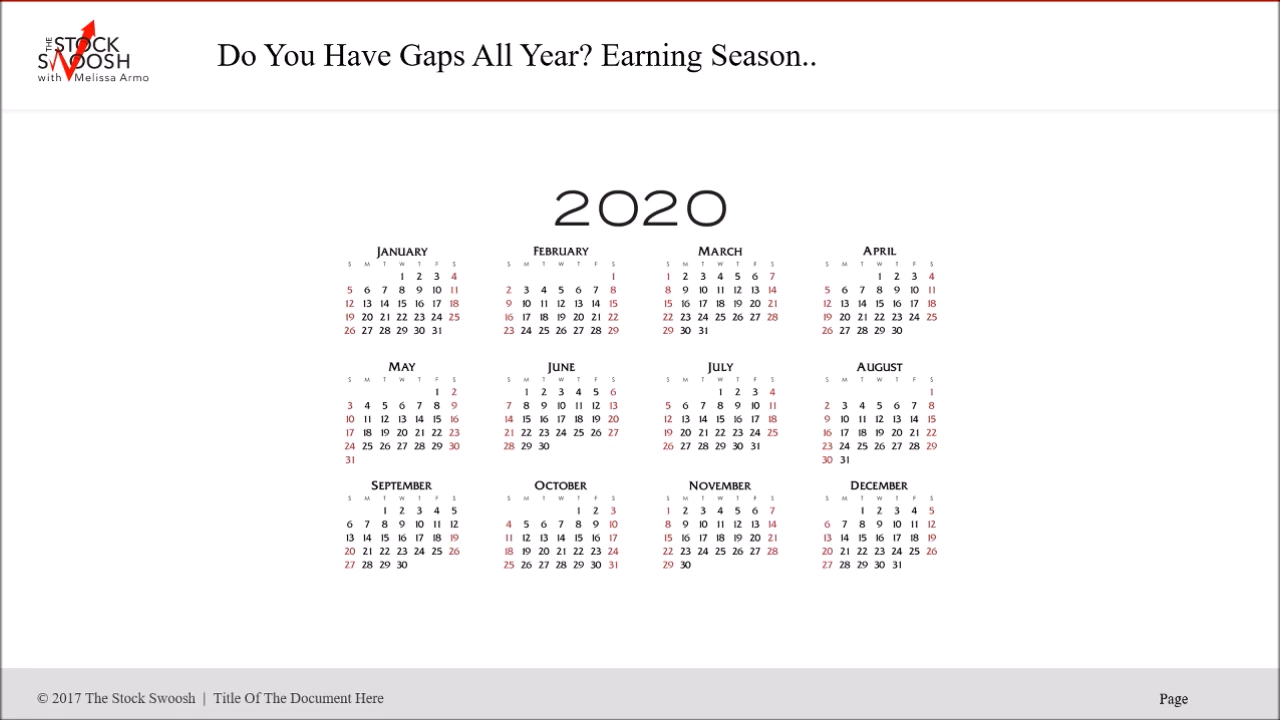 THE
STOCK
SWOOSH
with Melissa Armo
Do You Have Gaps All Year? Earning Season..
2020
January February March April
S M T W T F S S M T W T F S S M T W T F S S M T W T F S
1 2 3 4 1 1 2 3 4 5 6 7 1 2 3 4
5 6 7 8 9 10 11 2 3 4 5 6 7 8 8 9 10 11 12 13 14 5 6 7 8 9 10 11
12 13 14 15 16 17 18 9 10 11 12 13 14 15 15 16 17 18 19 20 21 12 13 14 15 16 17 18
19 20 21 22 23 24 25 16 17 18 19 20 21 22 22 23 24 25 26 27 28 19 20 21 22 23 24 25
26 27 28 29 30 31 23 24 25 26 27 28 29 29 30 31 26 27 28 29 30
May June July August
S M T W T F S S M T W T F S S M T W T F S S M T W T F S
1 2 1 2 3 4 5 6 1 2 3 4 1
3 4 5 6 7 8 9 7 8 9 10 11 12 13 5 6 7 8 9 10 11 2 3 4 5 6 7 8
10 11 12 13 14 15 16 14 15 16 17 18 19 20 12 13 14 15 16 17 18 9 10 11 12 13 14 15
17 18 19 20 21 22 23 21 22 23 24 25 26 27 19 20 21 22 23 24 25 16 17 18 19 20 21 22
24 25 26 27 28 29 30 28 29 30 26 27 28 29 30 31 23 24 25 26 27 28 29
31 30 31
September October November December
S M T W T F S S M T W T F S S M T W T F S S M T W T F S
1 2 3 4 5 1 2 3 1 2 3 4 5 6 7 1 2 3 4 5
6 7 8 9 10 11 12 4 5 6 7 8 9 10 8 9 10 11 12 13 14 6 7 8 9 10 11 12
13 14 15 16 17 18 19 11 12 13 14 15 16 17 15 16 17 18 19 20 21 13 14 15 16 17 18 19
20 21 22 23 24 25 26 18 19 20 21 22 23 24 22 23 24 25 26 27 28 20 21 22 23 24 25 26
27 28 29 30 25 26 27 28 29 30 31 29 30 27 28 29 30 31
© 2017 The Stock Swoosh | Title Of The Document Here
Page